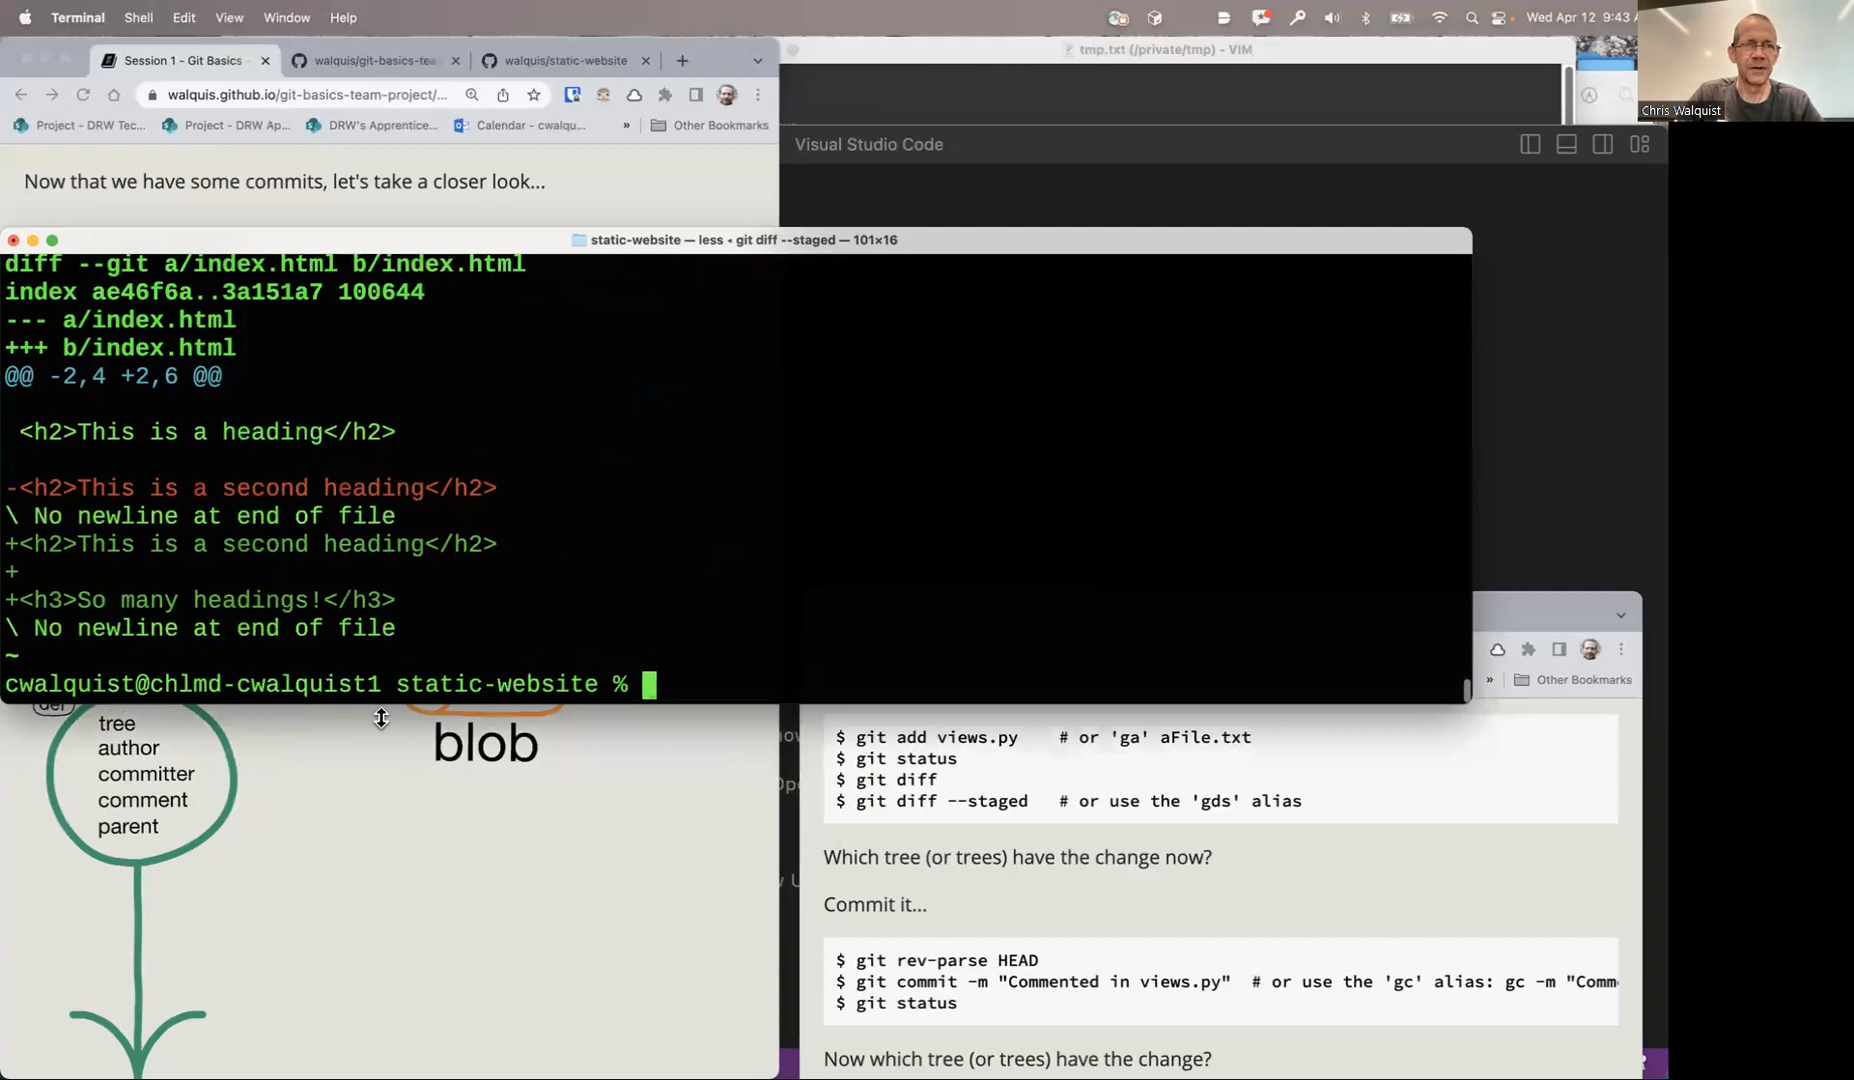 Terminal Shell Edit View Window Help
Wed Apr 12 9:43
Session 1 - Git Basics -
walquis/git-basics-tea
walquis/static-website
walquis.github.io/git-basics-team-project/...
Project - DRW Tec...
Project - DRW Ap...
DRW's Apprentice...
Calendar - cwalqu...
»
Other Bookmarks
tmp.txt (/private/tmp) - VIM
Visual Studio Code
Chris Walquist
Now that we have some commits, let's take a closer look...
static-website — less ◂ git diff --staged — 101×16
diff --git a/index.html b/index.html
index ae46f6a..3a151a7 100644
--- a/index.html
+++ b/index.html
@@ -2,4 +2,6 @@
<h2>This is a heading</h2>
-<h2>This is a second heading</h2>
\ No newline at end of file
+<h2>This is a second heading</h2>
+
+<h3>So many headings!</h3>
\ No newline at end of file
~
cwalquist@chlmd-cwalquist1 static-website %
tree
author
committer
comment
parent
blob
»
Other Bookmarks
$ git add views.py # or 'ga' aFile.txt
$ git status
$ git diff
$ git diff --staged # or use the 'gds' alias
Which tree (or trees) have the change now?
Commit it...
$ git rev-parse HEAD
$ git commit -m "Commented in views.py" # or use the 'gc' alias: gc -m "Comm
$ git status
Now which tree (or trees) have the change?